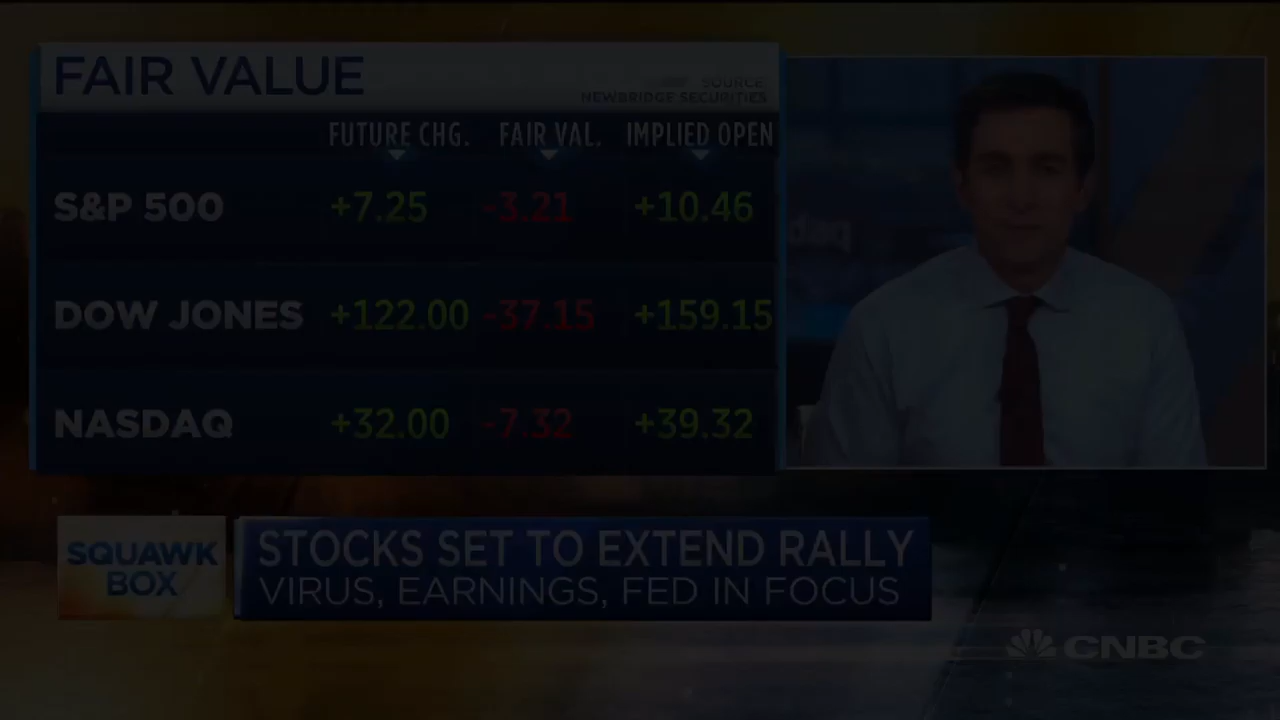 FAIR VALUE
SOURCE:
NEWBRIDGE SECURITIES
FUTURE CHG. FAIR VAL. IMPLIED OPEN
S&P 500 +7.25 -3.21 +10.46
DOW JONES +122.00 -37.15 +159.15
NASDAQ +32.00 -7.32 +39.32
SQUAWK
BOX
STOCKS SET TO EXTEND RALLY
VIRUS, EARNINGS, FED IN FOCUS
CNBC